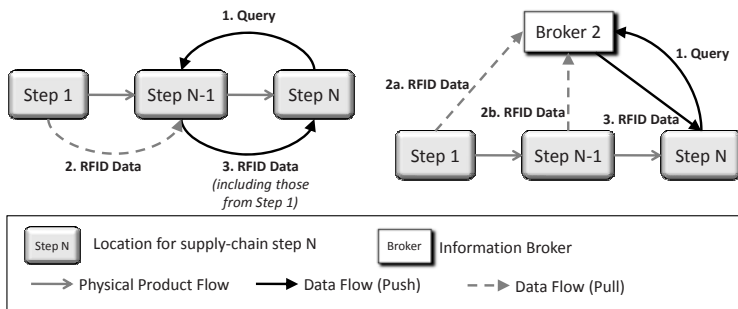 1. Query
Step 1
Step N-1
Step N
2. RFID Data
3. RFID Data
(including those
from Step 1)
Broker 2
1. Query
2a. RFID Data
2b. RFID Data
3. RFID Data
Step 1
Step N-1
Step N
Step N
Location for supply-chain step N
Broker
Information Broker
Physical Product Flow
Data Flow (Push)
Data Flow (Pull)